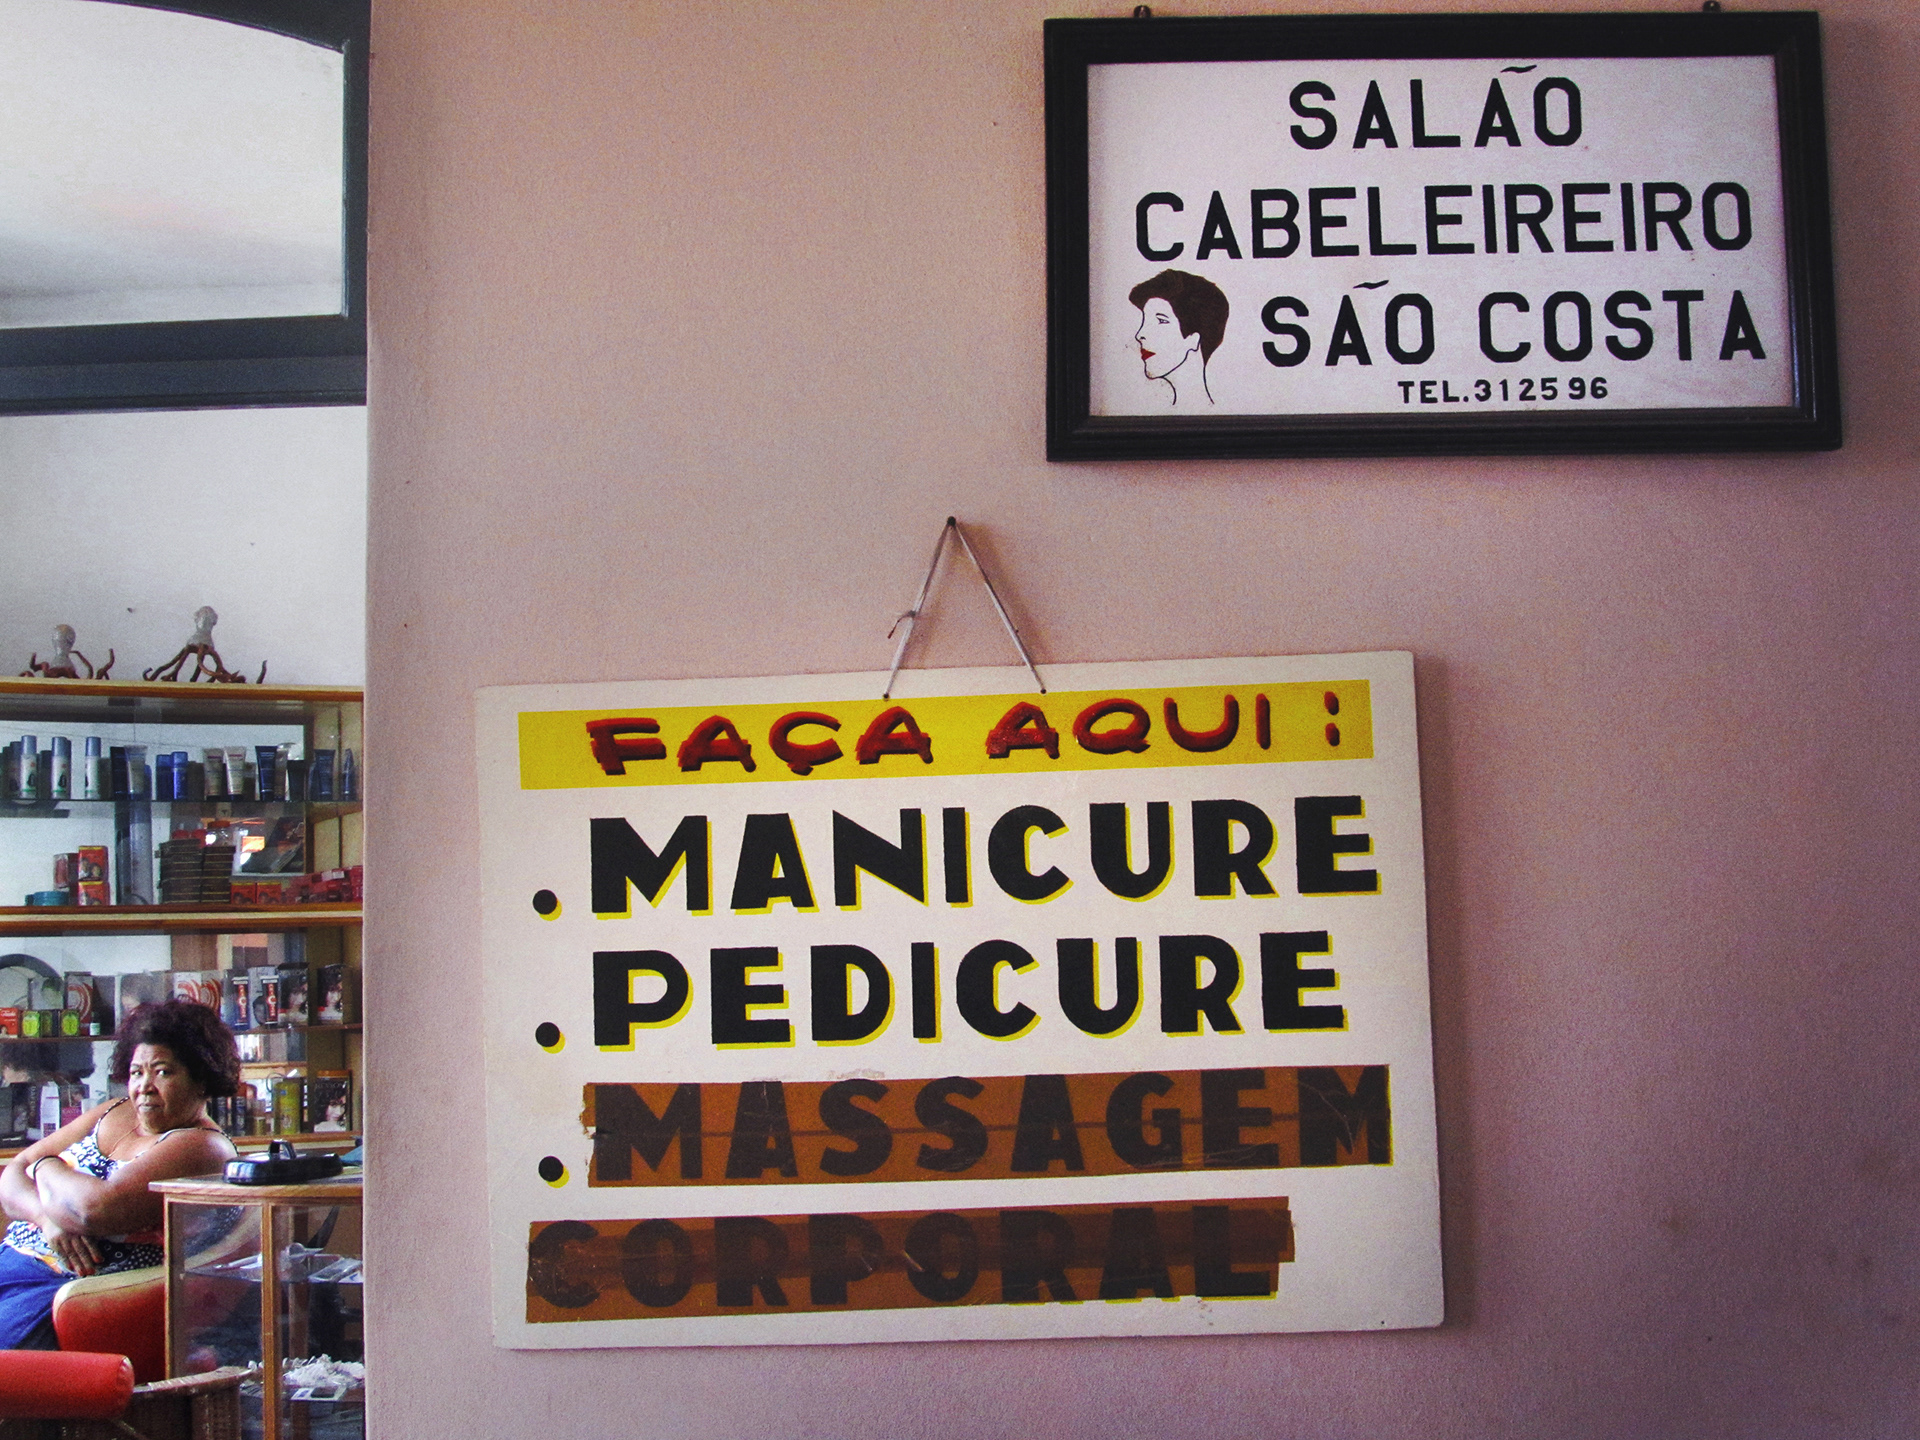 SALÃO
CABELEIREIRO
SÃO COSTA
TEL.312596
FAÇA AQUI:
.MANICURE
.PEDICURE
.MASSAGEM
CORPORAL